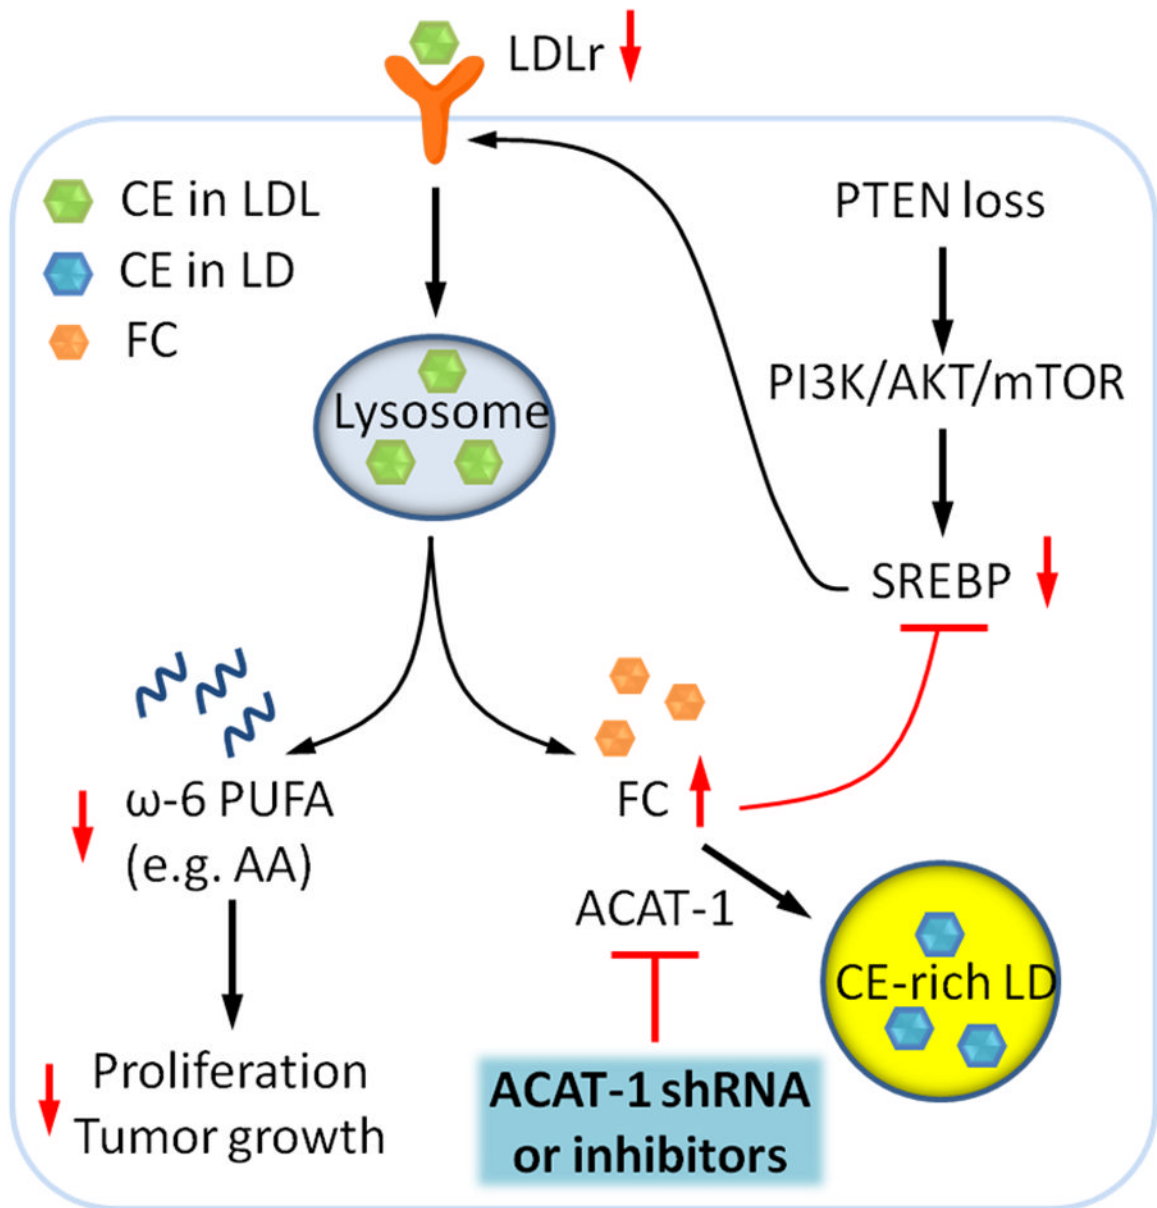 LDLr
CE in LDL
CE in LD
FC
PTEN loss
PI3K/AKT/mTOR
SREBP
Lysosome
ω-6 PUFA
(e.g. AA)
FC
ACAT-1
CE-rich LD
Proliferation
Tumor growth
ACAT-1 shRNA
or inhibitors